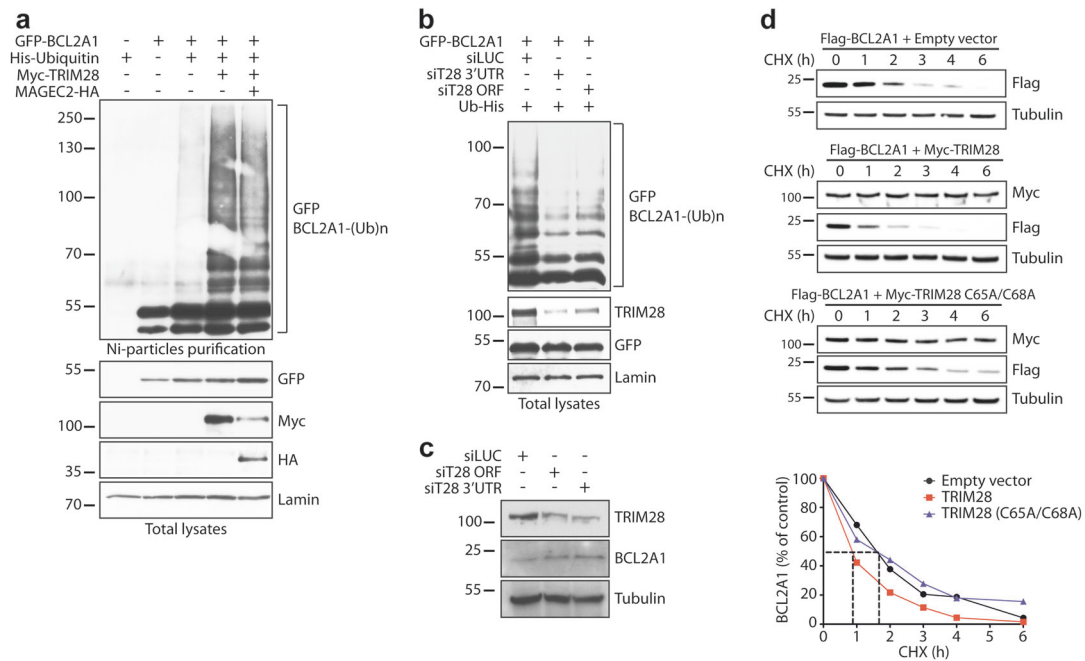 a
GFP-BCL2A1 - + + + +
His-Ubiquitin + - + + +
Myc-TRIM28 - - - + +
MAGEC2-HA - - - - +
250
130
100
70
55
GFP
BCL2A1-(Ub)n
Ni-particles purification
55
GFP
100
Myc
35
HA
70
Lamin
Total lysates
b
GFP-BCL2A1 + + +
siLUC + - -
siT28 3'UTR - + -
siT28 ORF - - +
Ub-His + + +
100
70
55
GFP
BCL2A1-(Ub)n
100
TRIM28
55
GFP
70
Lamin
Total lysates
c
siLUC + - -
siT28 ORF - + -
siT28 3'UTR - - +
100
TRIM28
25
BCL2A1
55
Tubulin
d
Flag-BCL2A1 + Empty vector
CHX (h) 0 1 2 3 4 6
25
Flag
55
Tubulin
Flag-BCL2A1 + Myc-TRIM28
CHX (h) 0 1 2 3 4 6
100
Myc
25
Flag
55
Tubulin
Flag-BCL2A1 + Myc-TRIM28 C65A/C68A
CHX (h) 0 1 2 3 4 6
100
Myc
25
Flag
55
Tubulin
BCL2A1 (% of control)
100
80
60
40
20
0
0 1 2 3 4 5 6
CHX (h)
Empty vector
TRIM28
TRIM28 (C65A/C68A)